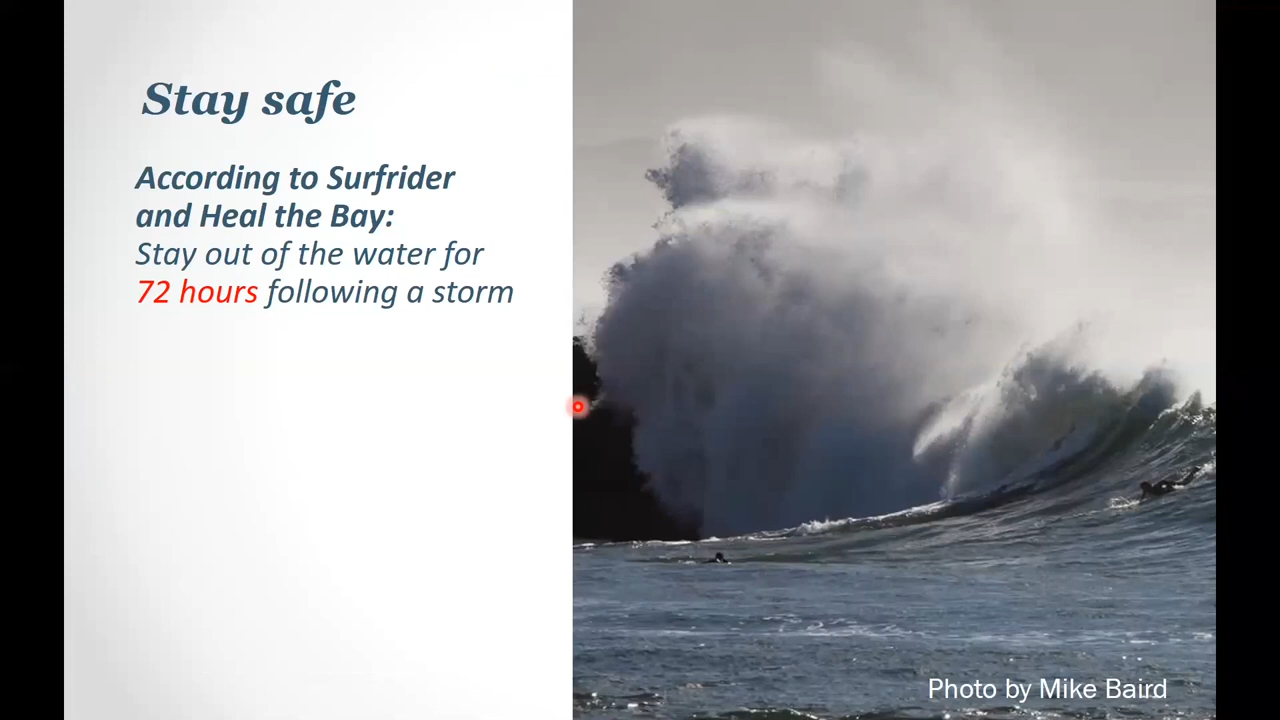 Stay safe
According to Surfrider
and Heal the Bay:
Stay out of the water for
72 hours following a storm
Photo by Mike Baird